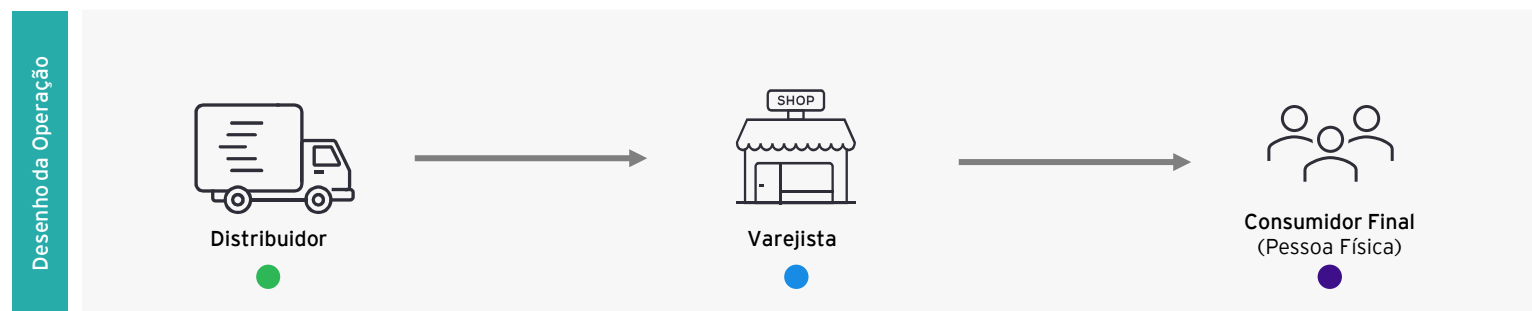 Desenho da Operação
SHOP
Distribuidor
Varejista
Consumidor Final
(Pessoa Física)